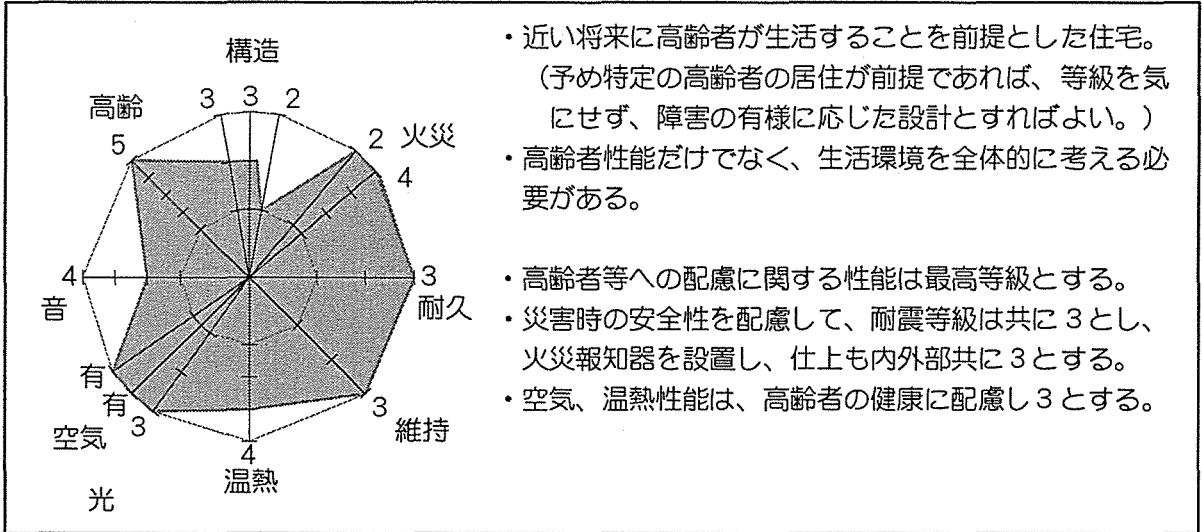 構造
高齢
3
3
2
5
2
火災
4
4
音
3
耐久
有
有
空気
3
3
維持
4
温熱
光
・近い将来に高齢者が生活することを前提とした住宅。
（予め特定の高齢者の居住が前提であれば、等級を気
にせず、障害の有様に応じた設計とすればよい。）
・高齢者性能だけでなく、生活環境を全体的に考える必
要がある。
・高齢者等への配慮に関する性能は最高等級とする。
・災害時の安全性を配慮して、耐震等級は共に３とし、
火災報知器を設置し、仕上も内外部共に３とする。
・空気、温熱性能は、高齢者の健康に配慮し３とする。